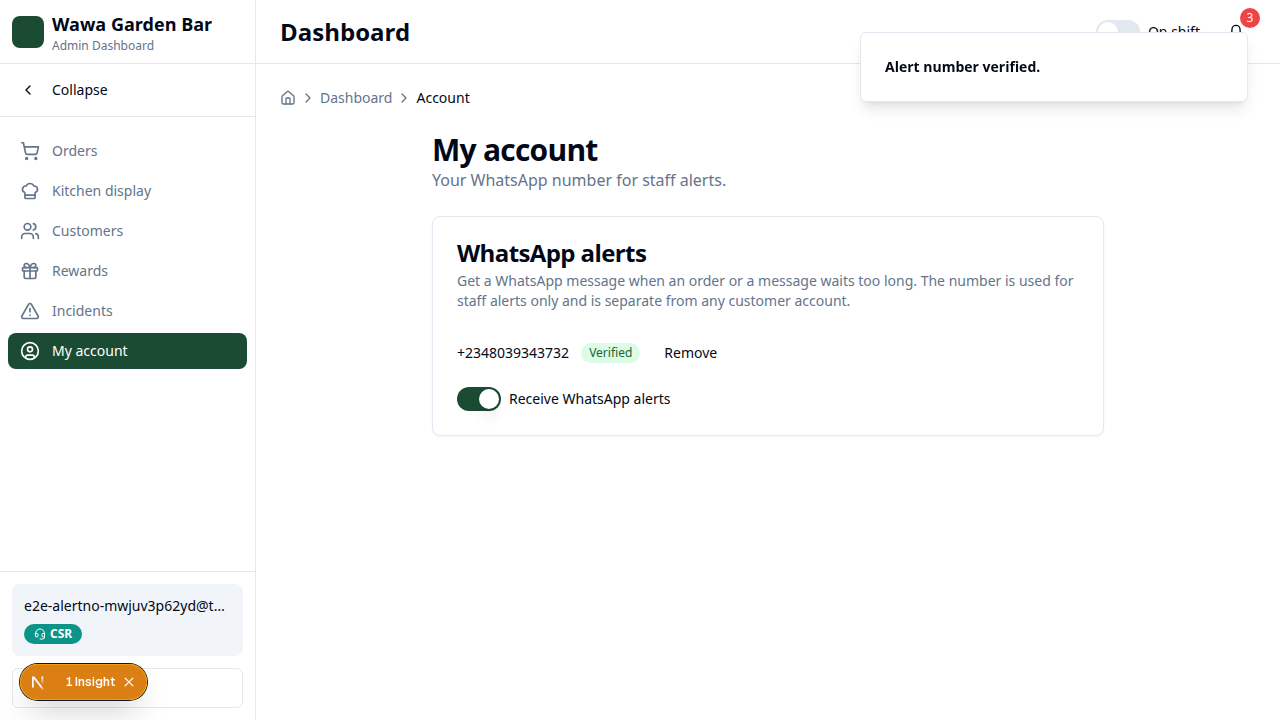 Wawa Garden Bar
Admin Dashboard
Collapse
Orders
Kitchen display
Customers
Rewards
Incidents
My account
e2e-alertno-mwjuv3p62yd@t...
CSR
1 Insight
Dashboard
On shift
3
Alert number verified.
Dashboard
Account
My account
Your WhatsApp number for staff alerts.
WhatsApp alerts
Get a WhatsApp message when an order or a message waits too long. The number is used for
staff alerts only and is separate from any customer account.
+2348039343732
Verified
Remove
Receive WhatsApp alerts